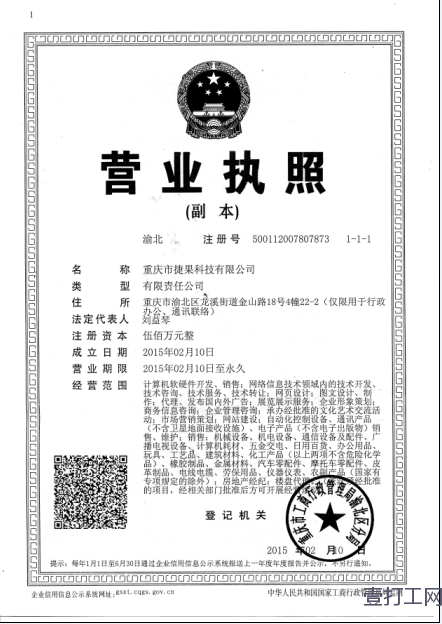 1
营业执照
(副 本)
渝北 注册号 500112007807873 1-1-1
名 称 重庆市捷果科技有限公司
类 型 有限责任公司
住 所 重庆市渝北区龙溪街道金山路18号4幢22-2（仅限用于行政
办公、通讯联络）
法定代表人 刘益琴
注册资本 伍佰万元整
成立日期 2015年02月10日
营业期限 2015年02月10日至永久
经营范围 计算机软硬件开发、销售；网络信息技术领域内的技术开发、
技术咨询、技术服务、技术转让；网页设计；图文设计、制
作；代理、发布国内外广告；展览展示服务；企业形象策划；
商务信息咨询；企业管理咨询；承办经批准的文化艺术交流活
动；市场营销策划；网站建设；自动化控制设备、通讯产品
（不含卫星地面接收设施）、电子产品（不含电子出版物）销
售、维护；销售：机械设备、机电设备、通信设备及配件、广
播电视设备、计算机耗材、五金交电、日用百货、办公用品、
玩具、工艺品、建筑材料、化工产品（以上两项不含危险化学
品）、橡胶制品、金属材料、汽车零配件、摩托车零配件、皮
革制品、电线电缆、劳保用品、仪器仪表、农副产品（国家有
专项规定的除外）；房地产经纪；楼盘代理
的项目，经相关部门批准后方可开展经
登记机关
重庆市工商行政管理局渝北区分局
2015 年 02 月 10 日
提示：每年1月1日至6月30日通过企业信用信息公示系统报送上一年度年度报告并公示，不另行通知。
企业信用信息公示系统网址：gsxt.cqgs.gov.cn 中华人民共和国国家工商行政管理总局监制
壹打工网